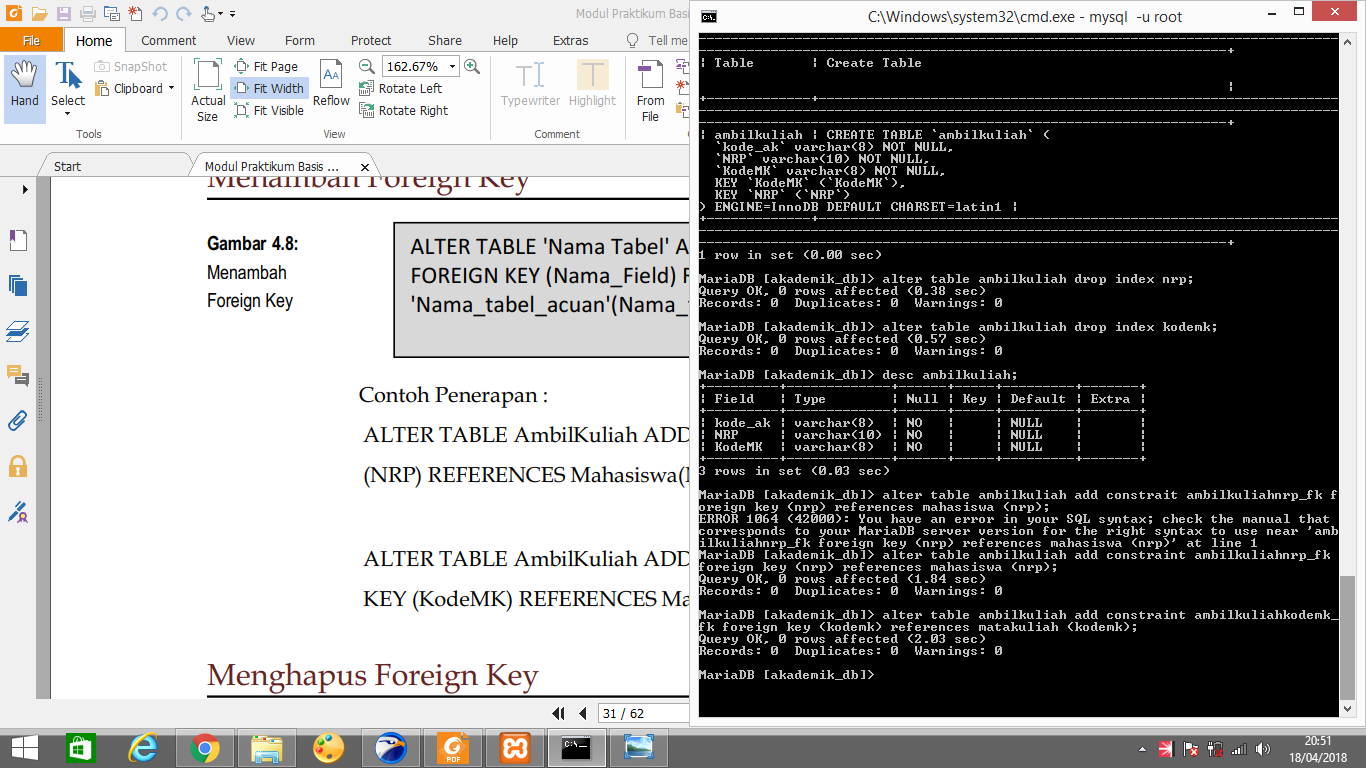 Modul Praktikum Basis
File
Home
Comment
View
Form
Protect
Share
Help
Extras
Tell me
Hand
Select
SnapShot
Clipboard
Tools
Actual
Size
Fit Page
Fit Width
Fit Visible
Reflow
162.67%
Rotate Left
Rotate Right
View
Typewriter
Highlight
Comment
From
File
Start
Modul Praktikum Basis ...
Menambah Foreign Key
Gambar 4.8:
Menambah
Foreign Key
ALTER TABLE 'Nama Tabel' A
FOREIGN KEY (Nama_Field) R
'Nama_tabel_acuan'(Nama_
Contoh Penerapan :
ALTER TABLE AmbilKuliah ADD
(NRP) REFERENCES Mahasiswa(
ALTER TABLE AmbilKuliah ADD
KEY (KodeMK) REFERENCES Ma
Menghapus Foreign Key
31 / 62
C:\Windows\system32\cmd.exe - mysql -u root
| Table | Create Table
|
| ambilkuliah | CREATE TABLE `ambilkuliah` (
`kode_ak` varchar(8) NOT NULL,
`NRP` varchar(10) NOT NULL,
`KodeMK` varchar(8) NOT NULL,
KEY `KodeMK` (`KodeMK`),
KEY `NRP` (`NRP`)
) ENGINE=InnoDB DEFAULT CHARSET=latin1 |
1 row in set (0.00 sec)
MariaDB [akademik_db]> alter table ambilkuliah drop index nrp;
Query OK, 0 rows affected (0.38 sec)
Records: 0 Duplicates: 0 Warnings: 0
MariaDB [akademik_db]> alter table ambilkuliah drop index kodemk;
Query OK, 0 rows affected (0.57 sec)
Records: 0 Duplicates: 0 Warnings: 0
MariaDB [akademik_db]> desc ambilkuliah;
| Field | Type | Null | Key | Default | Extra |
| kode_ak | varchar(8) | NO | | NULL | |
| NRP | varchar(10) | NO | | NULL | |
| KodeMK | varchar(8) | NO | | NULL | |
3 rows in set (0.03 sec)
MariaDB [akademik_db]> alter table ambilkuliah add constrait ambilkuliahnrp_fk f
oreign key (nrp) references mahasiswa (nrp);
ERROR 1064 (42000): You have an error in your SQL syntax; check the manual that
corresponds to your MariaDB server version for the right syntax to use near 'amb
ilkuliahnrp_fk foreign key (nrp) references mahasiswa (nrp)' at line 1
MariaDB [akademik_db]> alter table ambilkuliah add constraint ambilkuliahnrp_fk
foreign key (nrp) references mahasiswa (nrp);
Query OK, 0 rows affected (1.84 sec)
Records: 0 Duplicates: 0 Warnings: 0
MariaDB [akademik_db]> alter table ambilkuliah add constraint ambilkuliahkodemk_
fk foreign key (kodemk) references matakuliah (kodemk);
Query OK, 0 rows affected (2.03 sec)
Records: 0 Duplicates: 0 Warnings: 0
MariaDB [akademik_db]>
PDF
20:51
18/04/2018